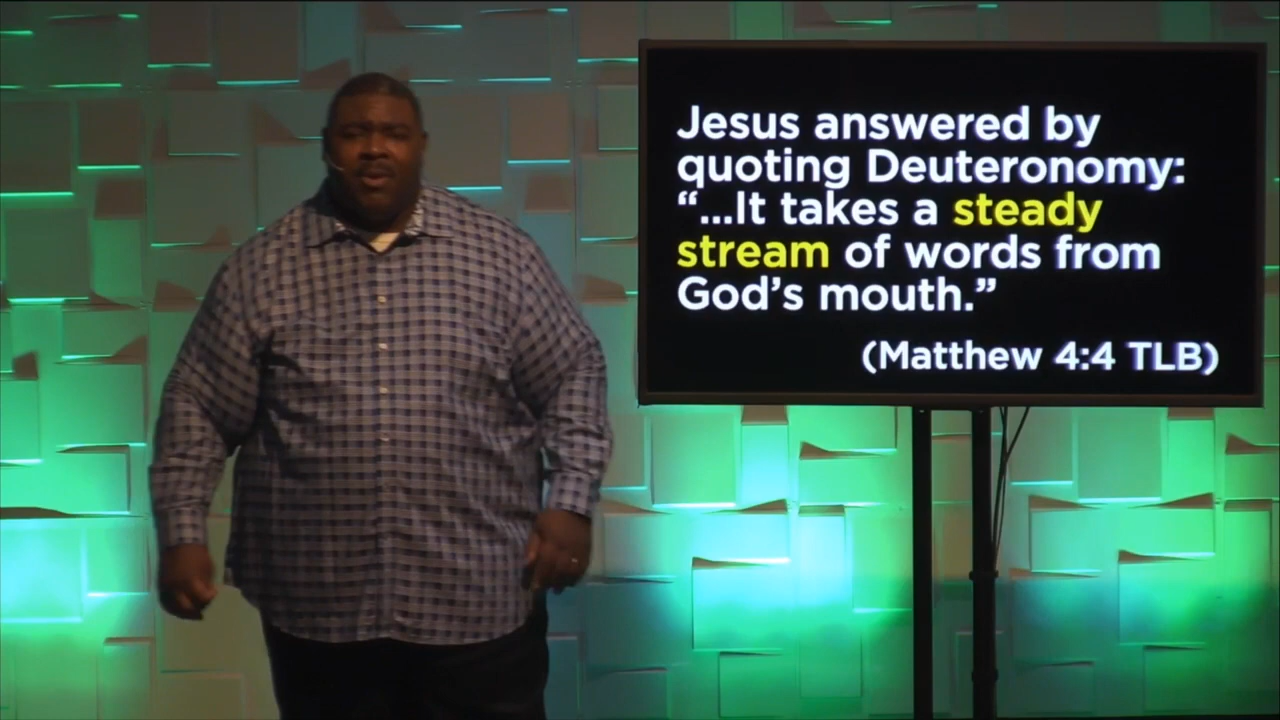 Jesus answered by
quoting Deuteronomy:
“...It takes a steady
stream of words from
God’s mouth.”
(Matthew 4:4 TLB)